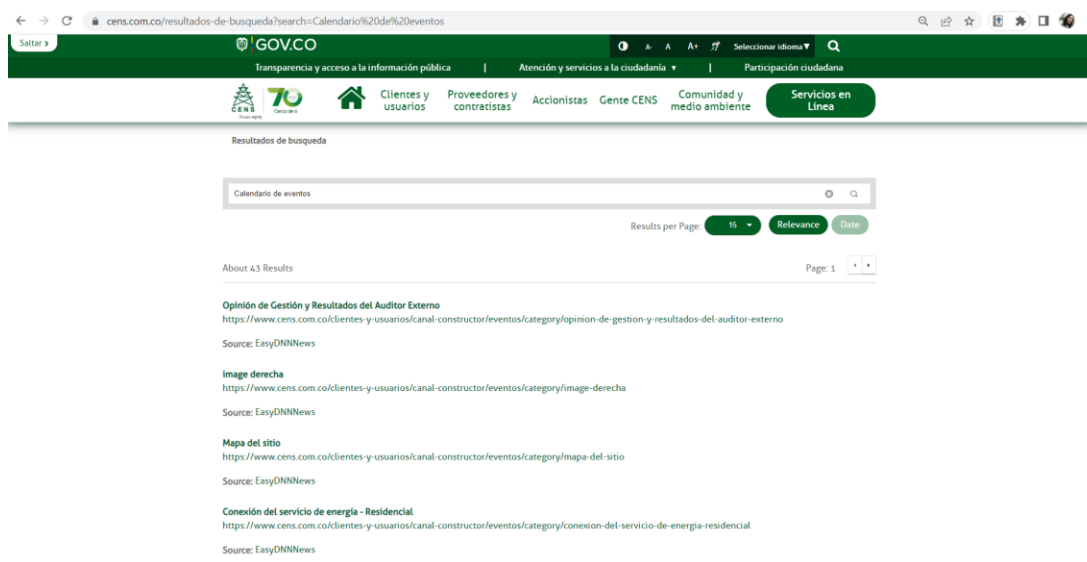 cens.com.co/resultados-de-busqueda?search=Calendario%20de%20eventos
Saltar >
GOV.CO
A- A A+ Seleccionar idioma▼
Transparencia y acceso a la información pública | Atención y servicios a la ciudadanía ▼ | Participación ciudadana
CENS
Grupo epm
70
Cerca de ti
Clientes y
usuarios
Proveedores y
contratistas
Accionistas
Gente CENS
Comunidad y
medio ambiente
Servicios en
Línea
Resultados de busqueda
Calendario de eventos
Results per Page: 15 Relevance Date
About 43 Results Page: 1
Opinión de Gestión y Resultados del Auditor Externo
https://www.cens.com.co/clientes-y-usuarios/canal-constructor/eventos/category/opinion-de-gestion-y-resultados-del-auditor-externo
Source: EasyDNNNews
image derecha
https://www.cens.com.co/clientes-y-usuarios/canal-constructor/eventos/category/image-derecha
Source: EasyDNNNews
Mapa del sitio
https://www.cens.com.co/clientes-y-usuarios/canal-constructor/eventos/category/mapa-del-sitio
Source: EasyDNNNews
Conexión del servicio de energía - Residencial
https://www.cens.com.co/clientes-y-usuarios/canal-constructor/eventos/category/conexion-del-servicio-de-energia-residencial
Source: EasyDNNNews